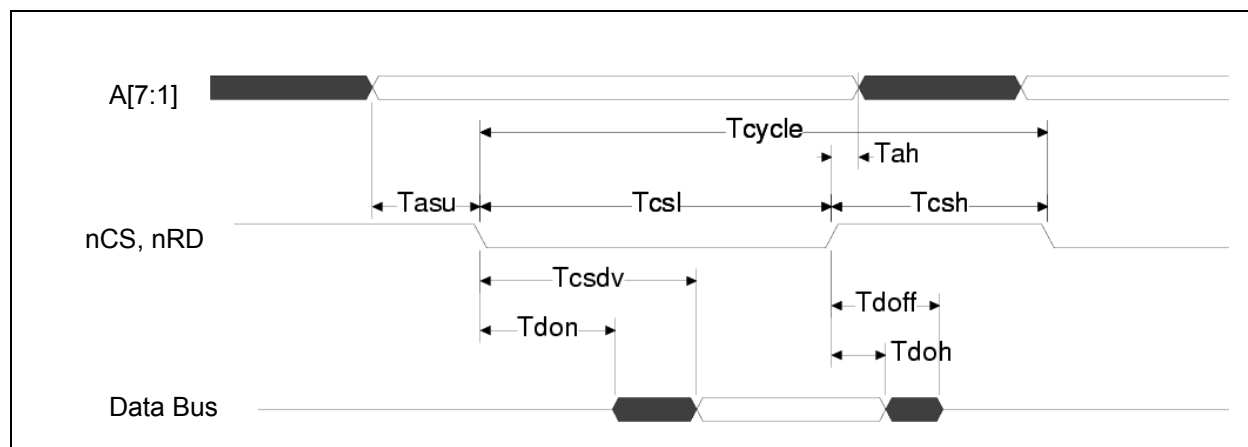 A[7:1]
Tcycle
Tah
Tasu
Tcsl
Tcsh
nCS, nRD
Tcsdv
Tdoff
Tdon
Tdoh
Data Bus